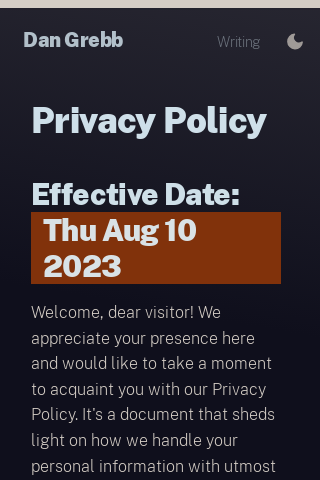 Dan Grebb
Writing
Privacy Policy
Effective Date:
Thu Aug 10
2023
Welcome, dear visitor! We
appreciate your presence here
and would like to take a moment
to acquaint you with our Privacy
Policy. It's a document that sheds
light on how we handle your
personal information with utmost